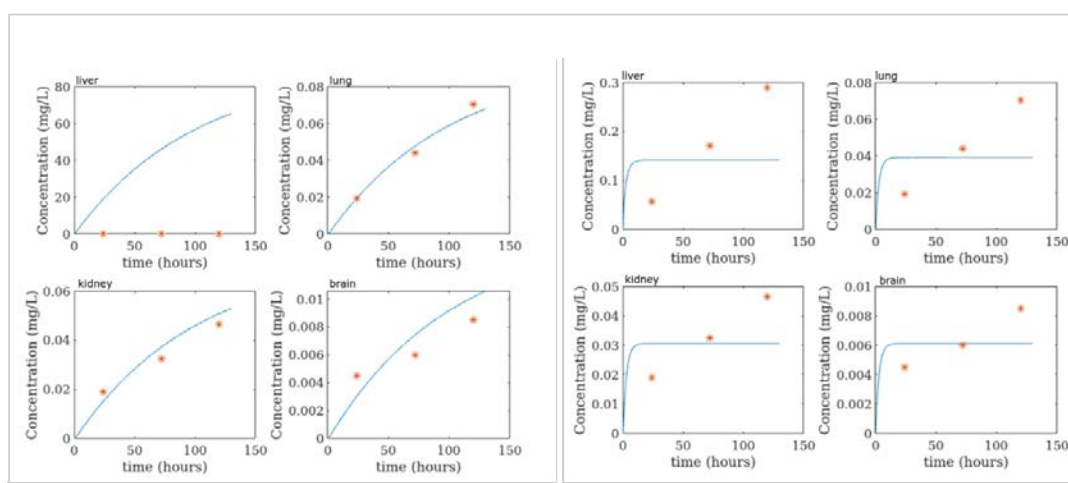 liver
Concentration (mg/L)
80
60
40
20
0
0 50 100 150
time (hours)
lung
Concentration (mg/L)
0.08
0.06
0.04
0.02
0
0 50 100 150
time (hours)
kidney
Concentration (mg/L)
0.06
0.04
0.02
0
0 50 100 150
time (hours)
brain
Concentration (mg/L)
0.01
0.008
0.006
0.004
0.002
0
0 50 100 150
time (hours)
liver
Concentration (mg/L)
0.3
0.2
0.1
0
0 50 100 150
time (hours)
lung
Concentration (mg/L)
0.08
0.06
0.04
0.02
0
0 50 100 150
time (hours)
kidney
Concentration (mg/L)
0.05
0.04
0.03
0.02
0.01
0
0 50 100 150
time (hours)
brain
Concentration (mg/L)
0.01
0.008
0.006
0.004
0.002
0
0 50 100 150
time (hours)